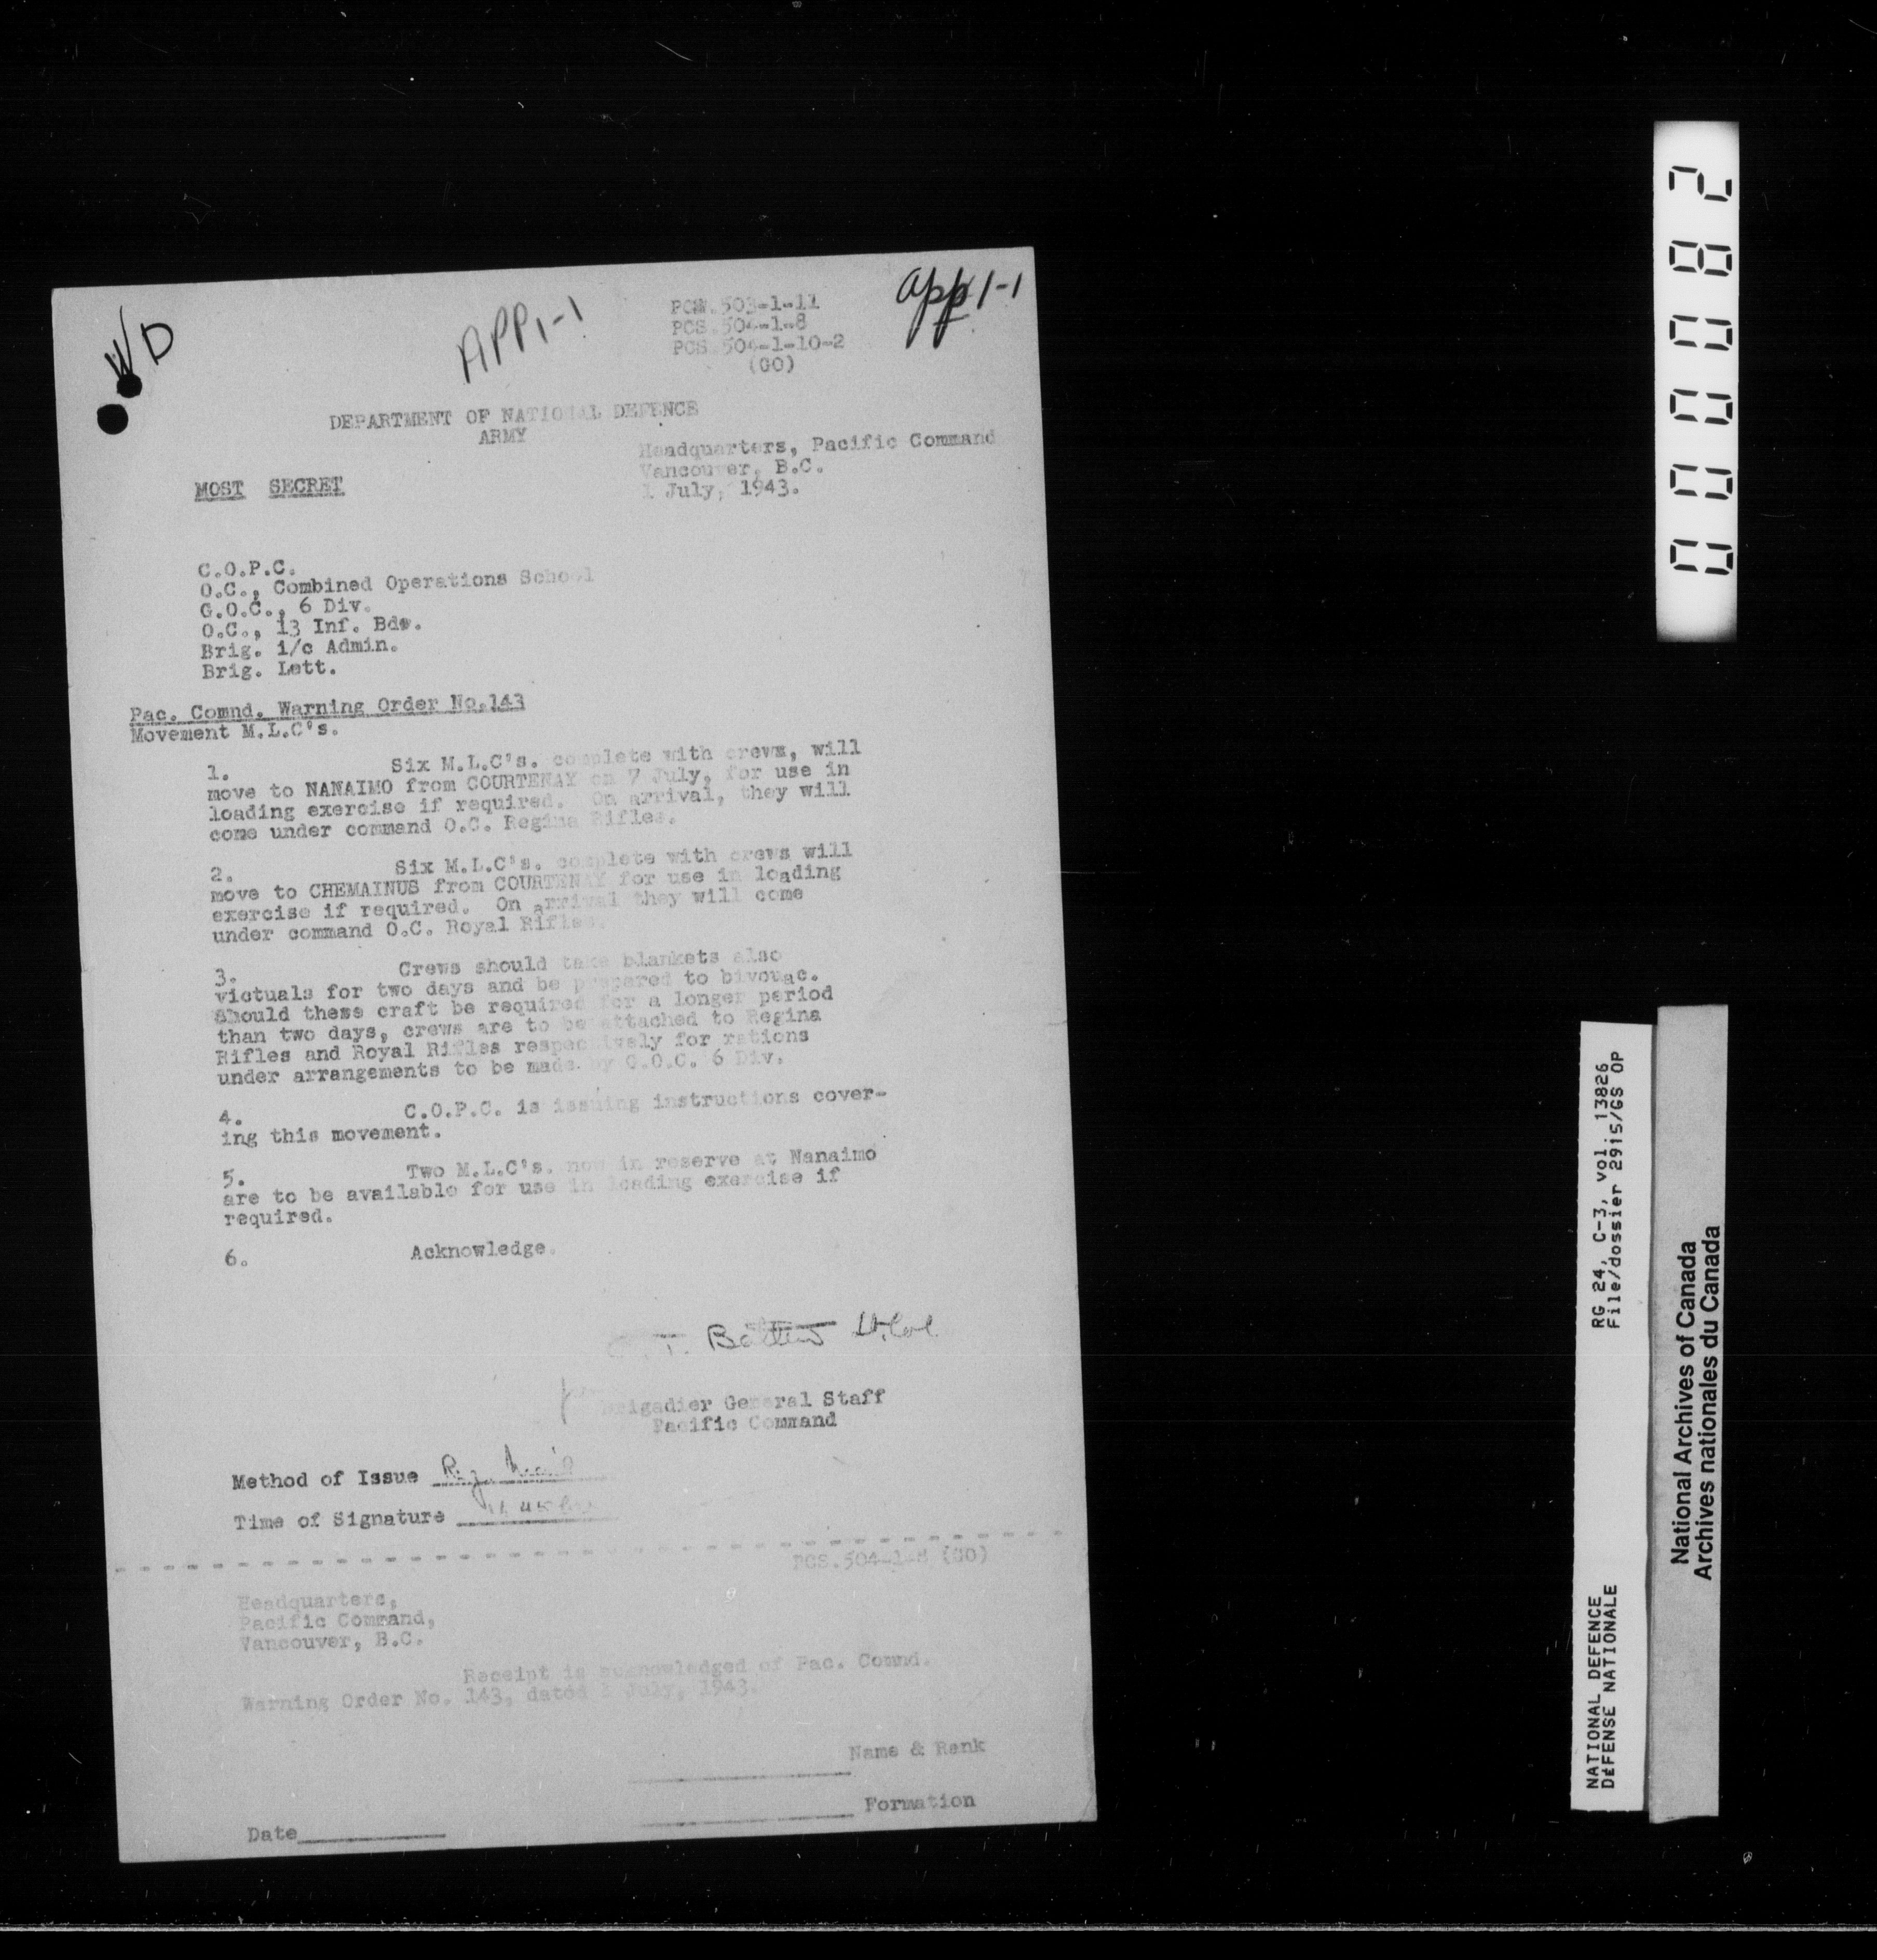 WD
APP 1-1
app 1-1
PCS.503-1-11
PCS.504-1-8
PCS 504-1-10-2
(GO)
DEPARTMENT OF NATIONAL DEFENCE
ARMY
Headquarters, Pacific Command
Vancouver, B.C.
1 July, 1943.
MOST SECRET
C.O.P.C.
O.C., Combined Operations School
G.O.C., 6 Div.
O.C., 13 Inf. Bde.
Brig. i/c Admin.
Brig. Lett.
Pac. Comnd. Warning Order No.143
Movement M.L.C's.
1. Six M.L.C's. complete with crews, will
move to NANAIMO from COURTENAY on 7 July, for use in
loading exercise if required. On arrival, they will
come under command O.C. Regina Rifles.
2. Six M.L.C's. complete with crews will
move to CHEMAINUS from COURTENAY for use in loading
exercise if required. On arrival they will come
under command O.C. Royal Rifles.
3. Crews should take blankets also
victuals for two days and be prepared to bivouac.
Should these craft be required for a longer period
than two days, crews are to be attached to Regina
Rifles and Royal Rifles respectively for rations
under arrangements to be made by G.O.C. 6 Div.
4. C.O.P.C. is issuing instructions cover-
ing this movement.
5. Two M.L.C's. now in reserve at Nanaimo
are to be available for use in loading exercise if
required.
6. Acknowledge.
Lt. Col.
Brigadier General Staff
Pacific Command
Method of Issue
Time of Signature
PCS.504-1-8 (GO)
Headquarters,
Pacific Command,
Vancouver, B.C.
Receipt is acknowledged of Pac. Comnd.
Warning Order No. 143, dated 1 July, 1943.
Name & Rank
Formation
Date
000082
RG 24, C-3, vol. 13826
File/dossier 2915/GS OP
NATIONAL DEFENCE
DÉFENSE NATIONALE
National Archives of Canada
Archives nationales du Canada